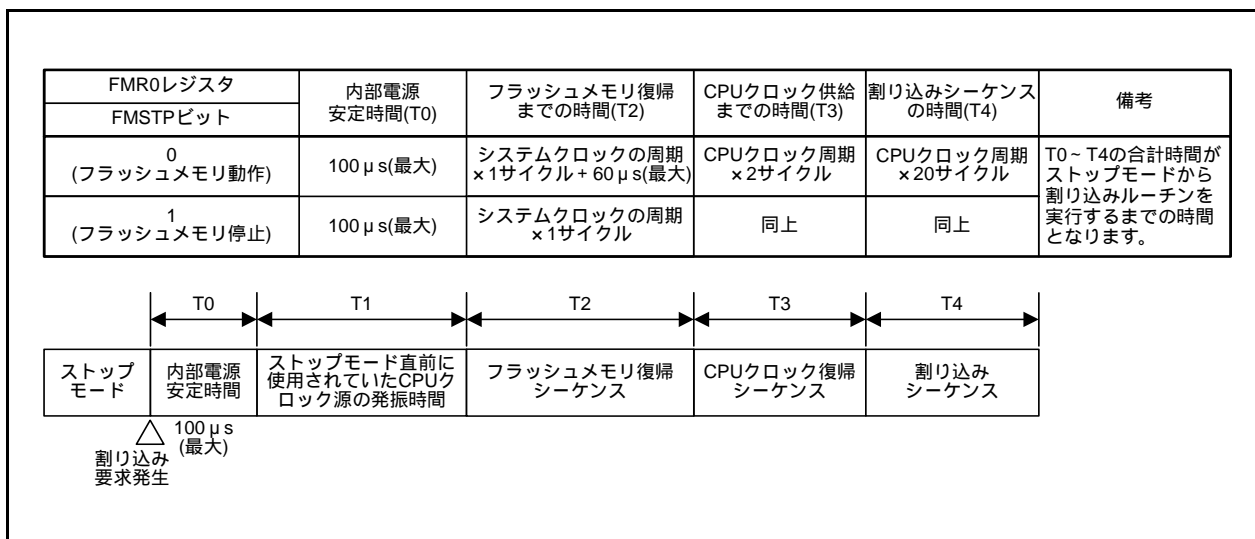 FMR0レジスタ
FMSTPビット
内部電源
安定時間(T0)
フラッシュメモリ復帰
までの時間(T2)
CPUクロック供給
までの時間(T3)
割り込みシーケンス
の時間(T4)
備考
0
(フラッシュメモリ動作)
100μs(最大)
システムクロックの周期
×1サイクル + 60μs(最大)
CPUクロック周期
×2サイクル
CPUクロック周期
×20サイクル
T0~T4の合計時間が
ストップモードから
割り込みルーチンを
実行するまでの時間
となります。
1
(フラッシュメモリ停止)
100μs(最大)
システムクロックの周期
×1サイクル
同上
同上
T0
T1
T2
T3
T4
ストップ
モード
内部電源
安定時間
ストップモード直前に
使用されていたCPUク
ロック源の発振時間
フラッシュメモリ復帰
シーケンス
CPUクロック復帰
シーケンス
割り込み
シーケンス
100μs
(最大)
割り込み
要求発生